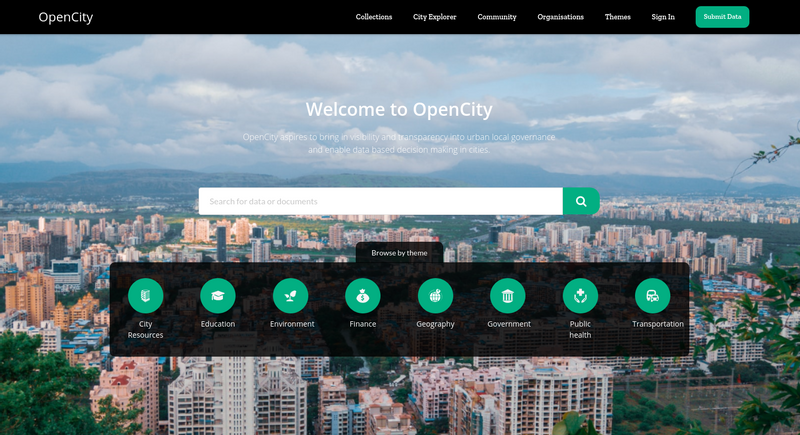 OpenCity
Collections
City Explorer
Community
Organisations
Themes
Sign In
Submit Data
Welcome to OpenCity
OpenCity aspires to bring in visibility and transparency into urban local governance
and enable data based decision making in cities.
Search for data or documents
Browse by theme
City
Resources
Education
Environment
Finance
Geography
Government
Public
health
Transportation